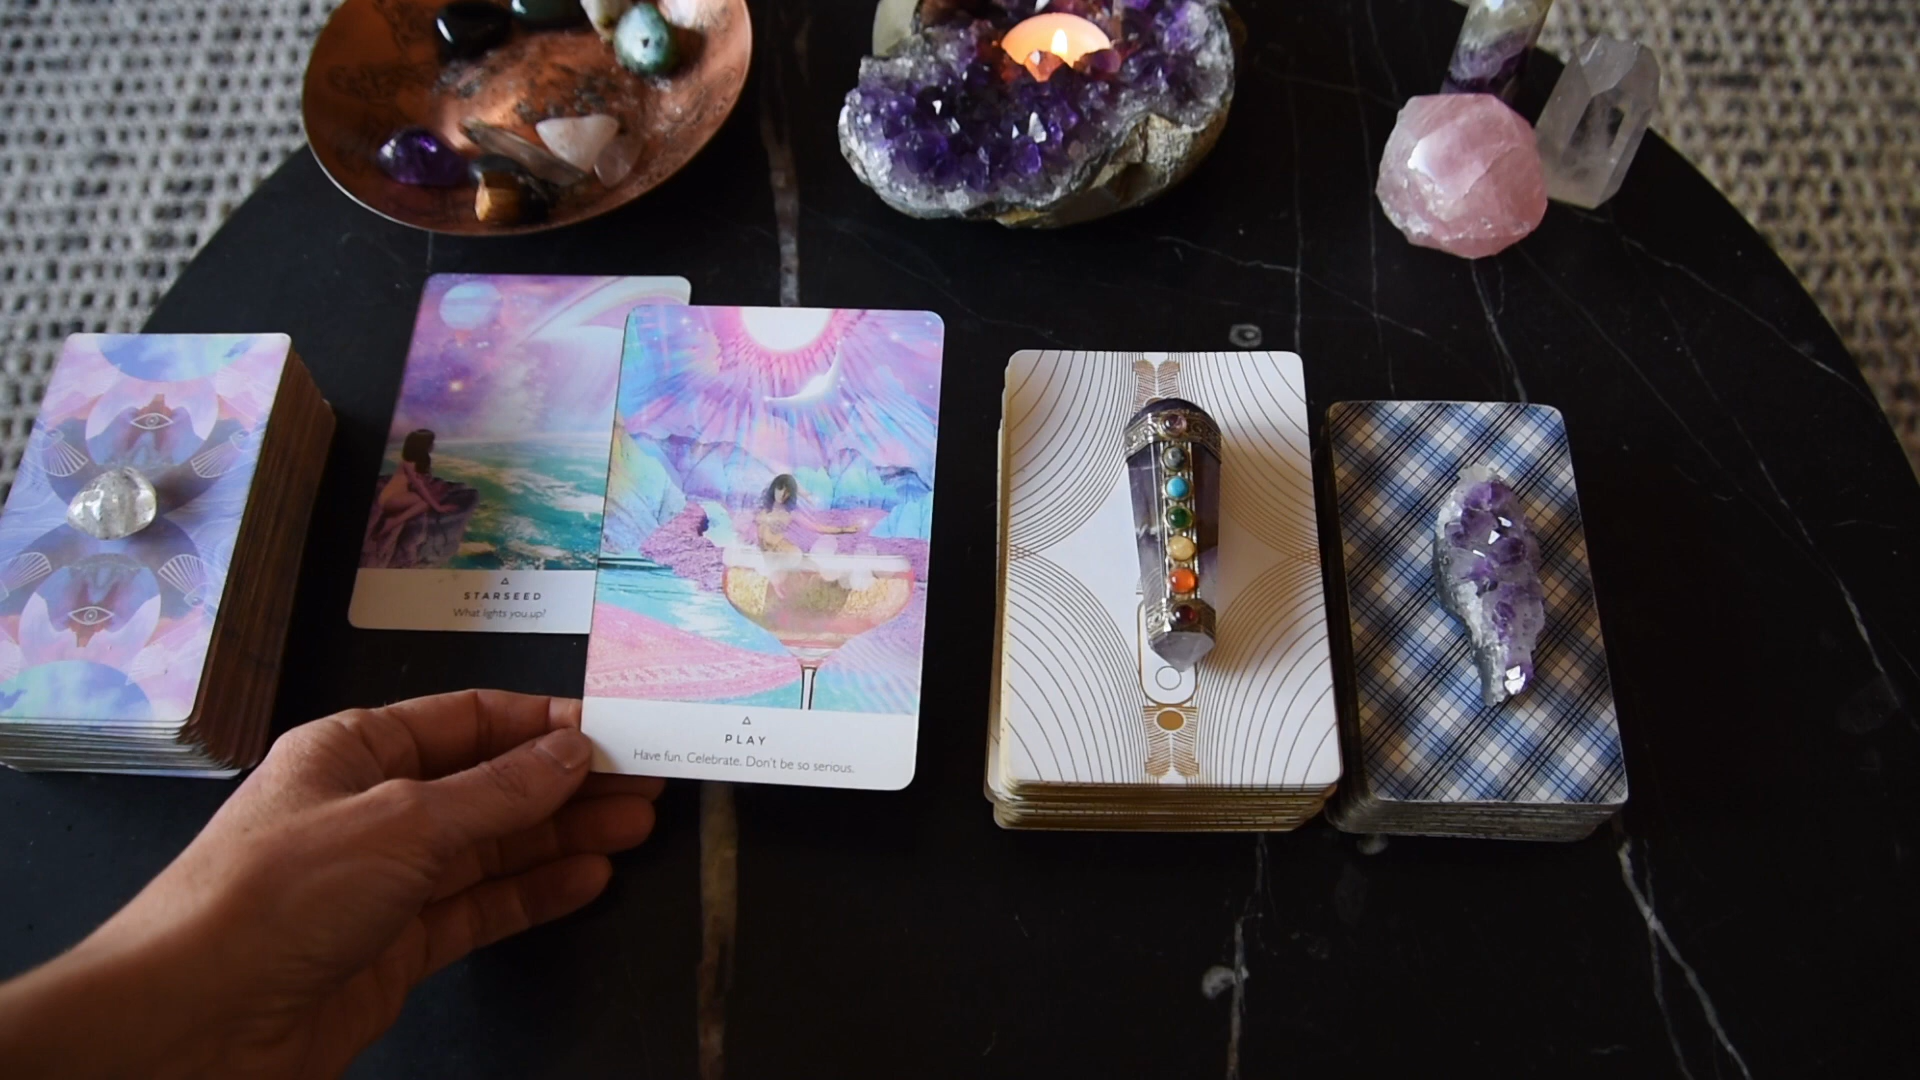 STARSEED
What lights you up?
PLAY
Have fun. Celebrate. Don't be so serious.